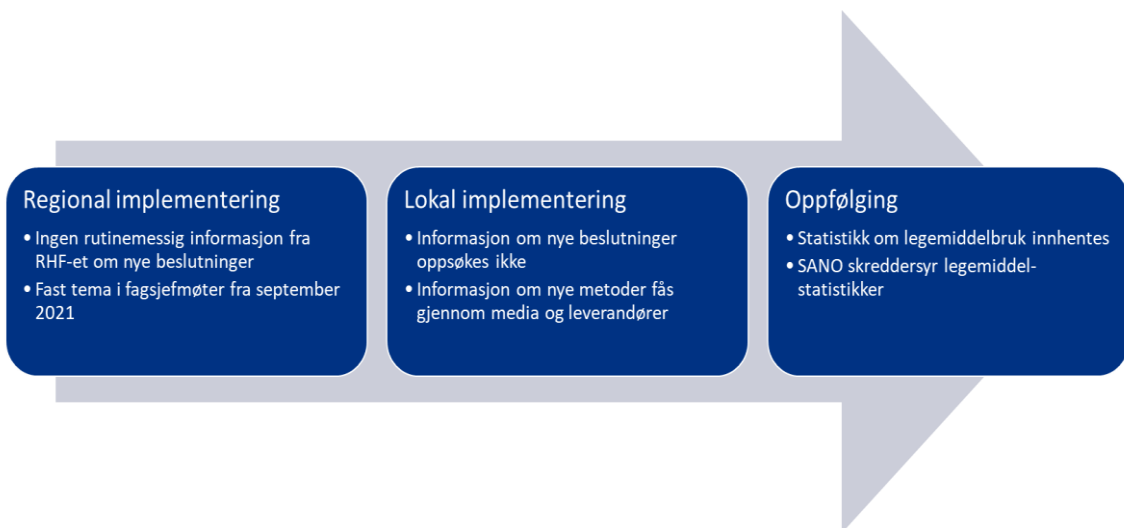 Regional implementering
• Ingen rutinemessig informasjon fra
RHF-et om nye beslutninger
• Fast tema i fagsjefmøter fra september
2021
Lokal implementering
• Informasjon om nye beslutninger
oppsøkes ikke
• Informasjon om nye metoder fås
gjennom media og leverandører
Oppfølging
• Statistikk om legemiddelbruk innhentes
• SANO skreddersyr legemiddel-
statistikker